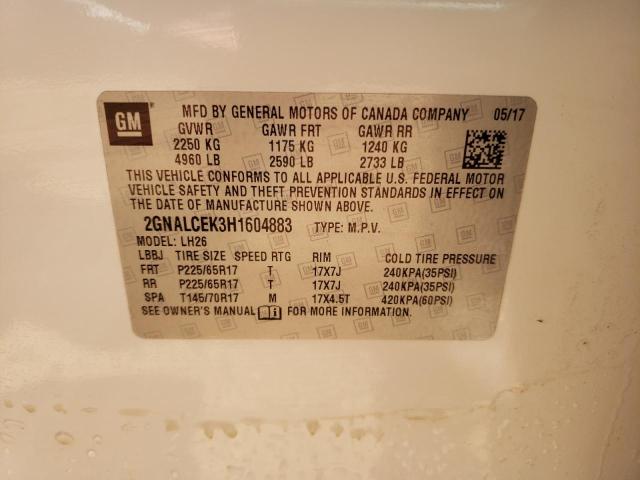 GM MFD BY GENERAL MOTORS OF CANADA COMPANY 05/17
GVWR GAWR FRT GAWR RR
2250 KG 1175 KG 1240 KG
4960 LB 2590 LB 2733 LB
THIS VEHICLE CONFORMS TO ALL APPLICABLE U.S. FEDERAL MOTOR
VEHICLE SAFETY AND THEFT PREVENTION STANDARDS IN EFFECT ON
THE DATE OF MANUFACTURE SHOWN ABOVE.
2GNALCEK3H1604883 TYPE: M.P.V.
MODEL: LH26
LBBJ TIRE SIZE SPEED RTG RIM COLD TIRE PRESSURE
FRT P225/65R17 T 17X7J 240KPA(35PSI)
RR P225/65R17 T 17X7J 240KPA(35PSI)
SPA T145/70R17 M 17X4.5T 420KPA(60PSI)
SEE OWNER'S MANUAL FOR MORE INFORMATION.